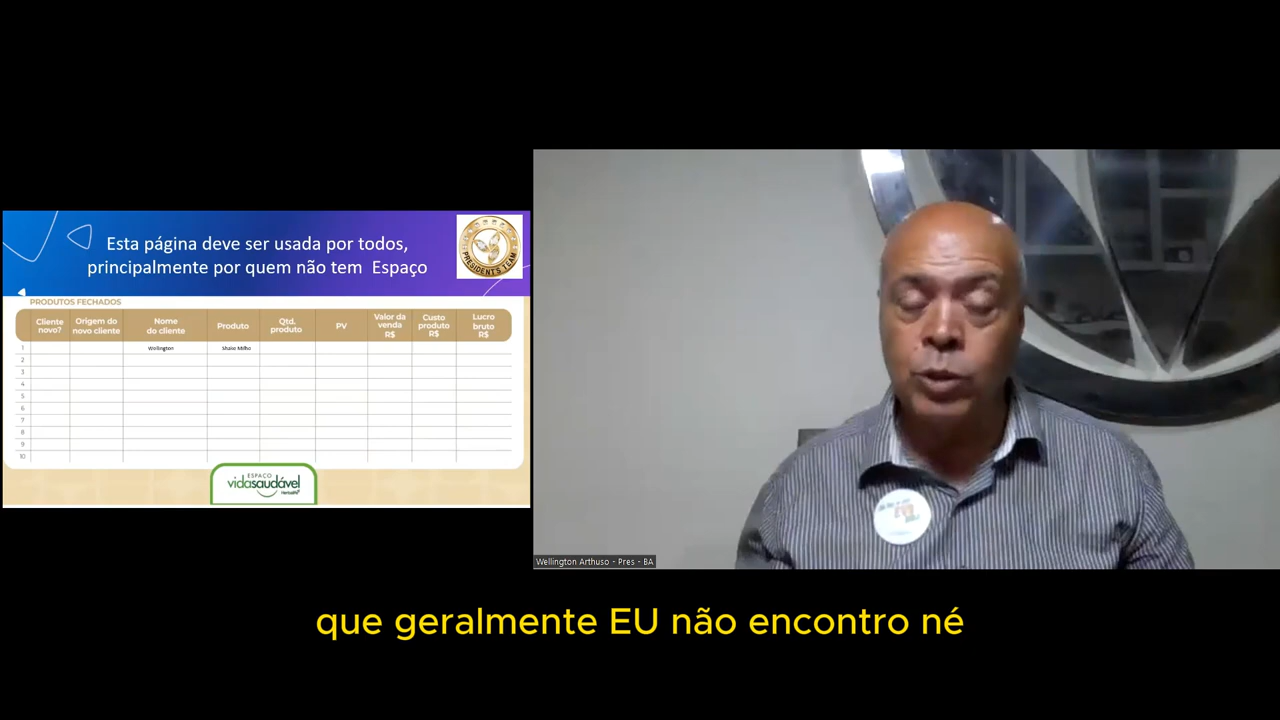 Esta página deve ser usada por todos,
principalmente por quem não tem Espaço
PRESIDENT'S TEAM
PRODUTOS FECHADOS
Cliente novo?
Origem do novo cliente
Nome do cliente
Produto
Qtd. produto
PV
Valor da venda R$
Custo produto R$
Lucro bruto R$
1 Wellington Shake Milho
2
3
4
5
6
7
8
9
10
ESPAÇO
vidasaudável
Herbalife
Wellington Arthuso - Pres - BA
que geralmente EU não encontro né